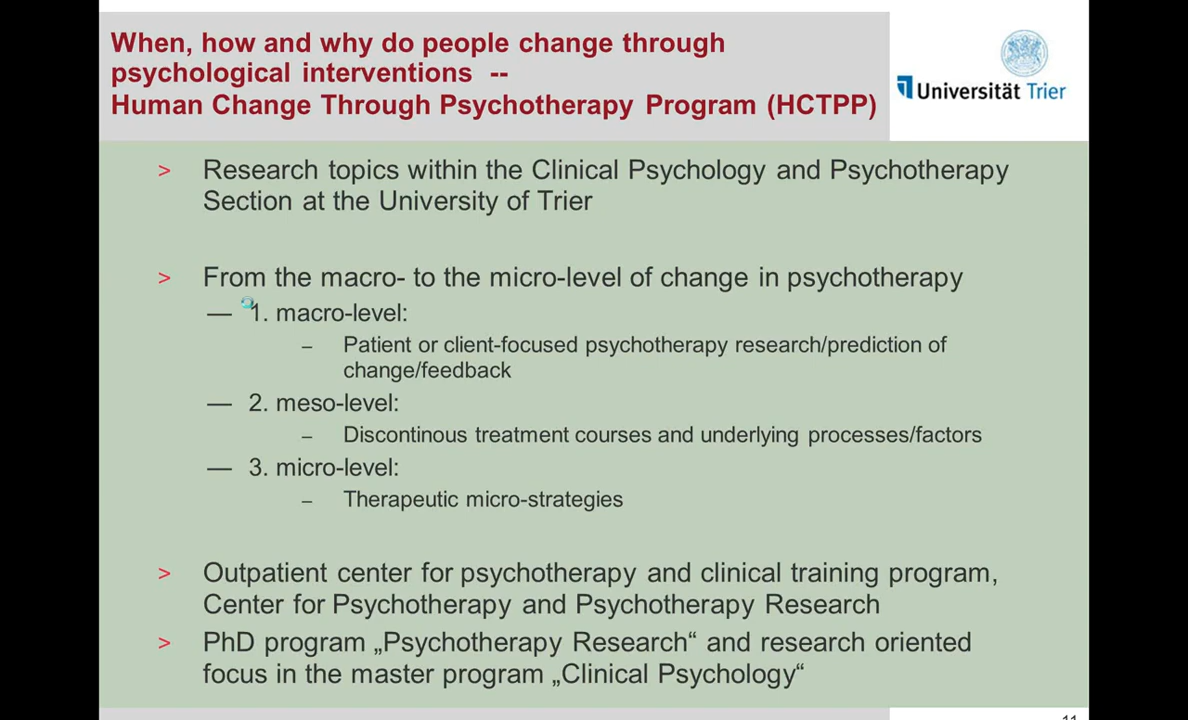 When, how and why do people change through
psychological interventions --
Human Change Through Psychotherapy Program (HCTPP)
Universität Trier
> Research topics within the Clinical Psychology and Psychotherapy
Section at the University of Trier
> From the macro- to the micro-level of change in psychotherapy
— 1. macro-level:
– Patient or client-focused psychotherapy research/prediction of
change/feedback
— 2. meso-level:
– Discontinous treatment courses and underlying processes/factors
— 3. micro-level:
– Therapeutic micro-strategies
> Outpatient center for psychotherapy and clinical training program,
Center for Psychotherapy and Psychotherapy Research
> PhD program „Psychotherapy Research“ and research oriented
focus in the master program „Clinical Psychology“
11